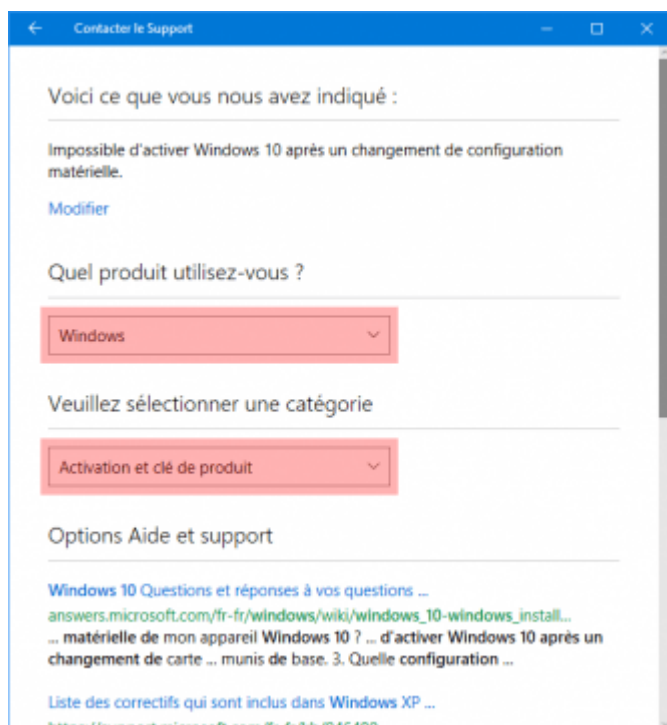 Contacter le Support
Voici ce que vous nous avez indiqué :
Impossible d'activer Windows 10 après un changement de configuration
matérielle.
Modifier
Quel produit utilisez-vous ?
Windows
Veuillez sélectionner une catégorie
Activation et clé de produit
Options Aide et support
Windows 10 Questions et réponses à vos questions ...
answers.microsoft.com/fr-fr/windows/wiki/windows_10-windows_install...
... matérielle de mon appareil Windows 10 ? ... d'activer Windows 10 après un
changement de carte ... munis de base. 3. Quelle configuration ...
Liste des correctifs qui sont inclus dans Windows XP ...